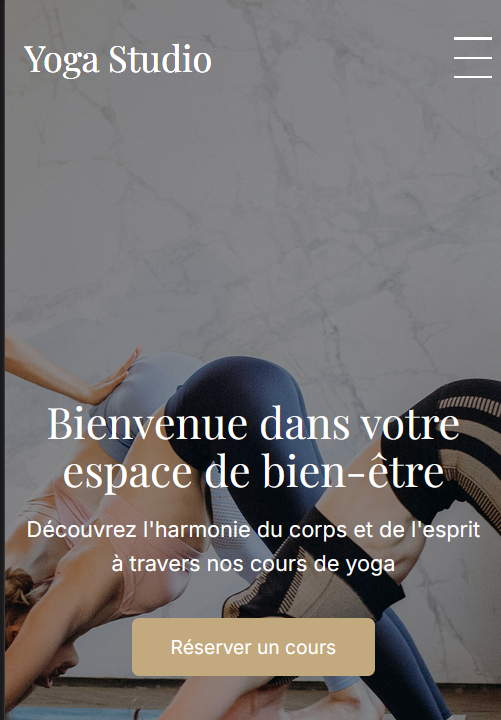 Yoga Studio
Bienvenue dans votre
espace de bien-être
Découvrez l'harmonie du corps et de l'esprit
à travers nos cours de yoga
Réserver un cours